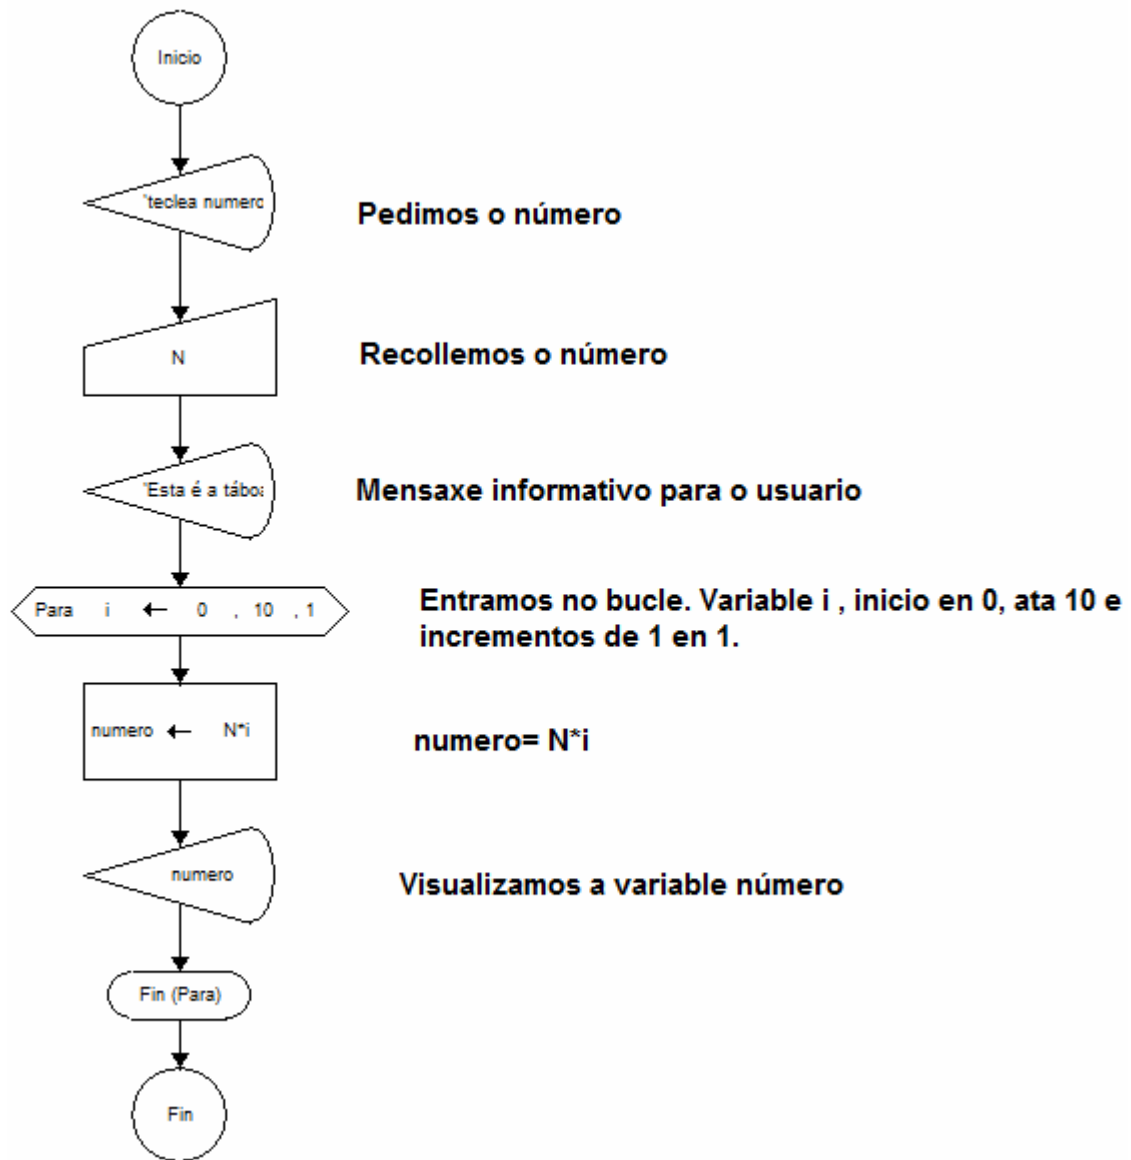 Inicio
"teclea numero
Pedimos o número
N
Recollemos o número
"Esta é a táboa
Mensaxe informativo para o usuario
Para i ← 0 , 10 , 1
Entramos no bucle. Variable i , inicio en 0, ata 10 e
incrementos de 1 en 1.
numero ← N*i
numero= N*i
numero
Visualizamos a variable número
Fin (Para)
Fin